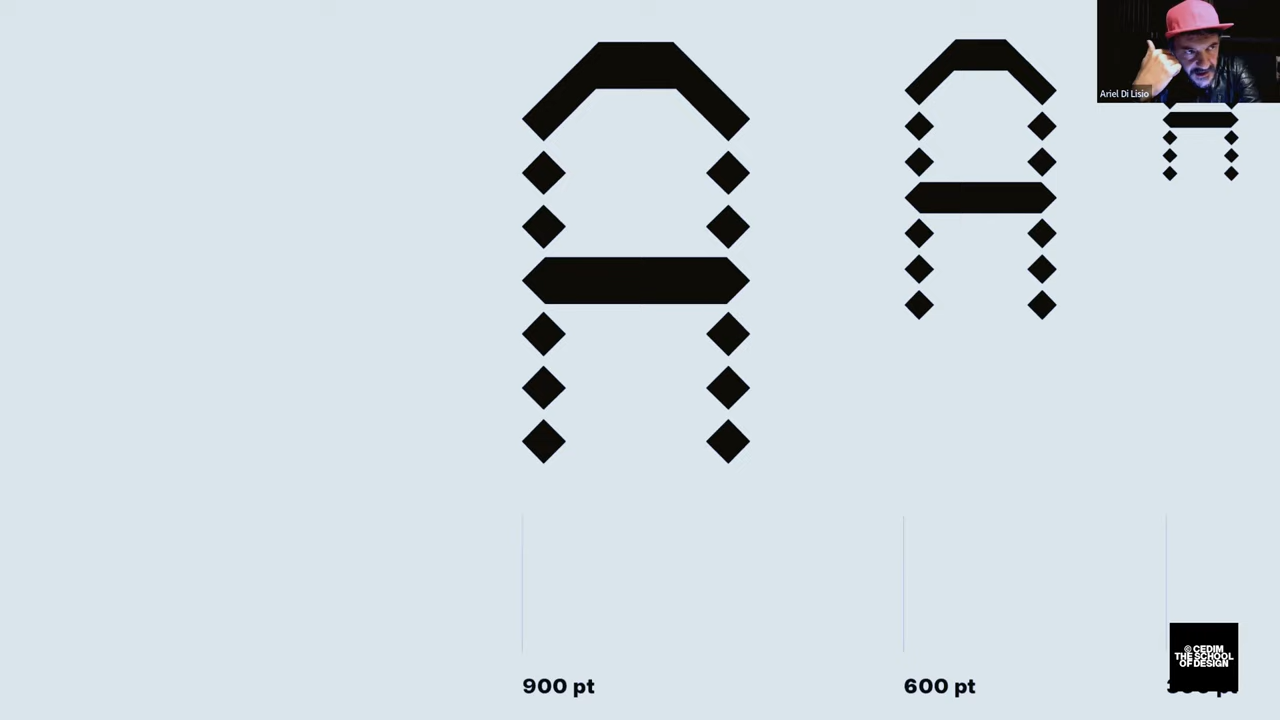 A A
Ariel Di Lisio
900 pt
600 pt
@ CEDIM
THE SCHOOL
OF DESIGN